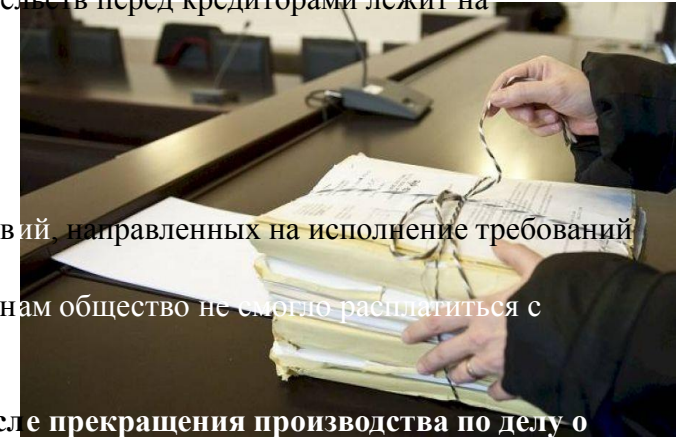 ельств перед кредиторами лежит на
вий, направленных на исполнение требований
нам общество не смогло расплатиться с
сле прекращения производства по делу о